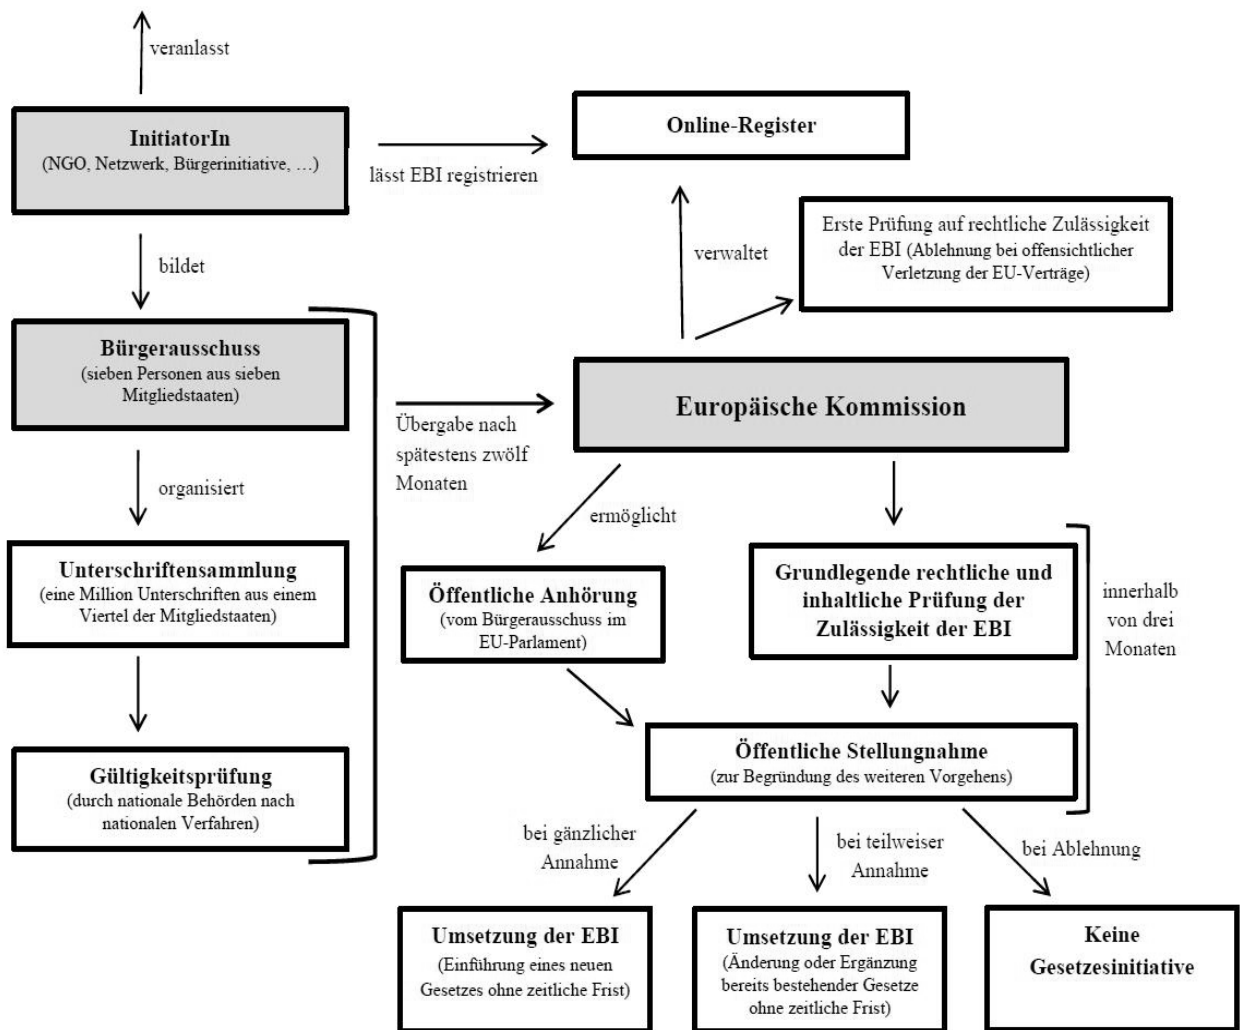 veranlasst
InitiatorIn
(NGO, Netzwerk, Bürgerinitiative, …)
lässt EBI registrieren
Online-Register
bildet
verwaltet
Erste Prüfung auf rechtliche Zulässigkeit
der EBI (Ablehnung bei offensichtlicher
Verletzung der EU-Verträge)
Bürgerausschuss
(sieben Personen aus sieben
Mitgliedstaaten)
Übergabe nach
spätestens zwölf
Monaten
Europäische Kommission
organisiert
ermöglicht
Unterschriftensammlung
(eine Million Unterschriften aus einem
Viertel der Mitgliedstaaten)
Öffentliche Anhörung
(vom Bürgerausschuss im
EU-Parlament)
Grundlegende rechtliche und
inhaltliche Prüfung der
Zulässigkeit der EBI
innerhalb
von drei
Monaten
Gültigkeitsprüfung
(durch nationale Behörden nach
nationalen Verfahren)
Öffentliche Stellungnahme
(zur Begründung des weiteren Vorgehens)
bei gänzlicher
Annahme
bei teilweiser
Annahme
bei Ablehnung
Umsetzung der EBI
(Einführung eines neuen
Gesetzes ohne zeitliche Frist)
Umsetzung der EBI
(Änderung oder Ergänzung
bereits bestehender Gesetze
ohne zeitliche Frist)
Keine
Gesetzesinitiative